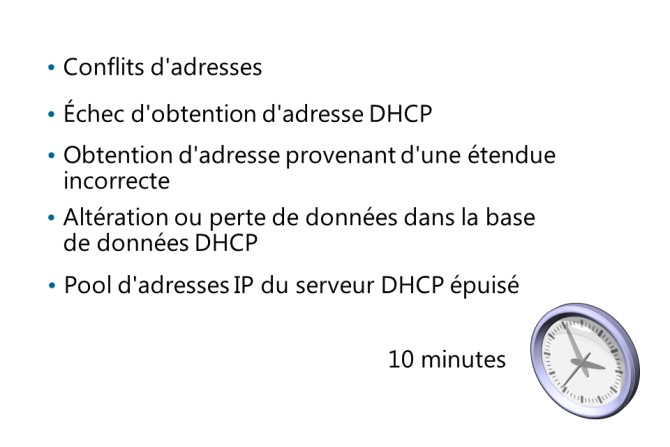 • Conflits d'adresses
• Échec d'obtention d'adresse DHCP
• Obtention d'adresse provenant d'une étendue
incorrecte
• Altération ou perte de données dans la base
de données DHCP
• Pool d'adresses IP du serveur DHCP épuisé
10 minutes